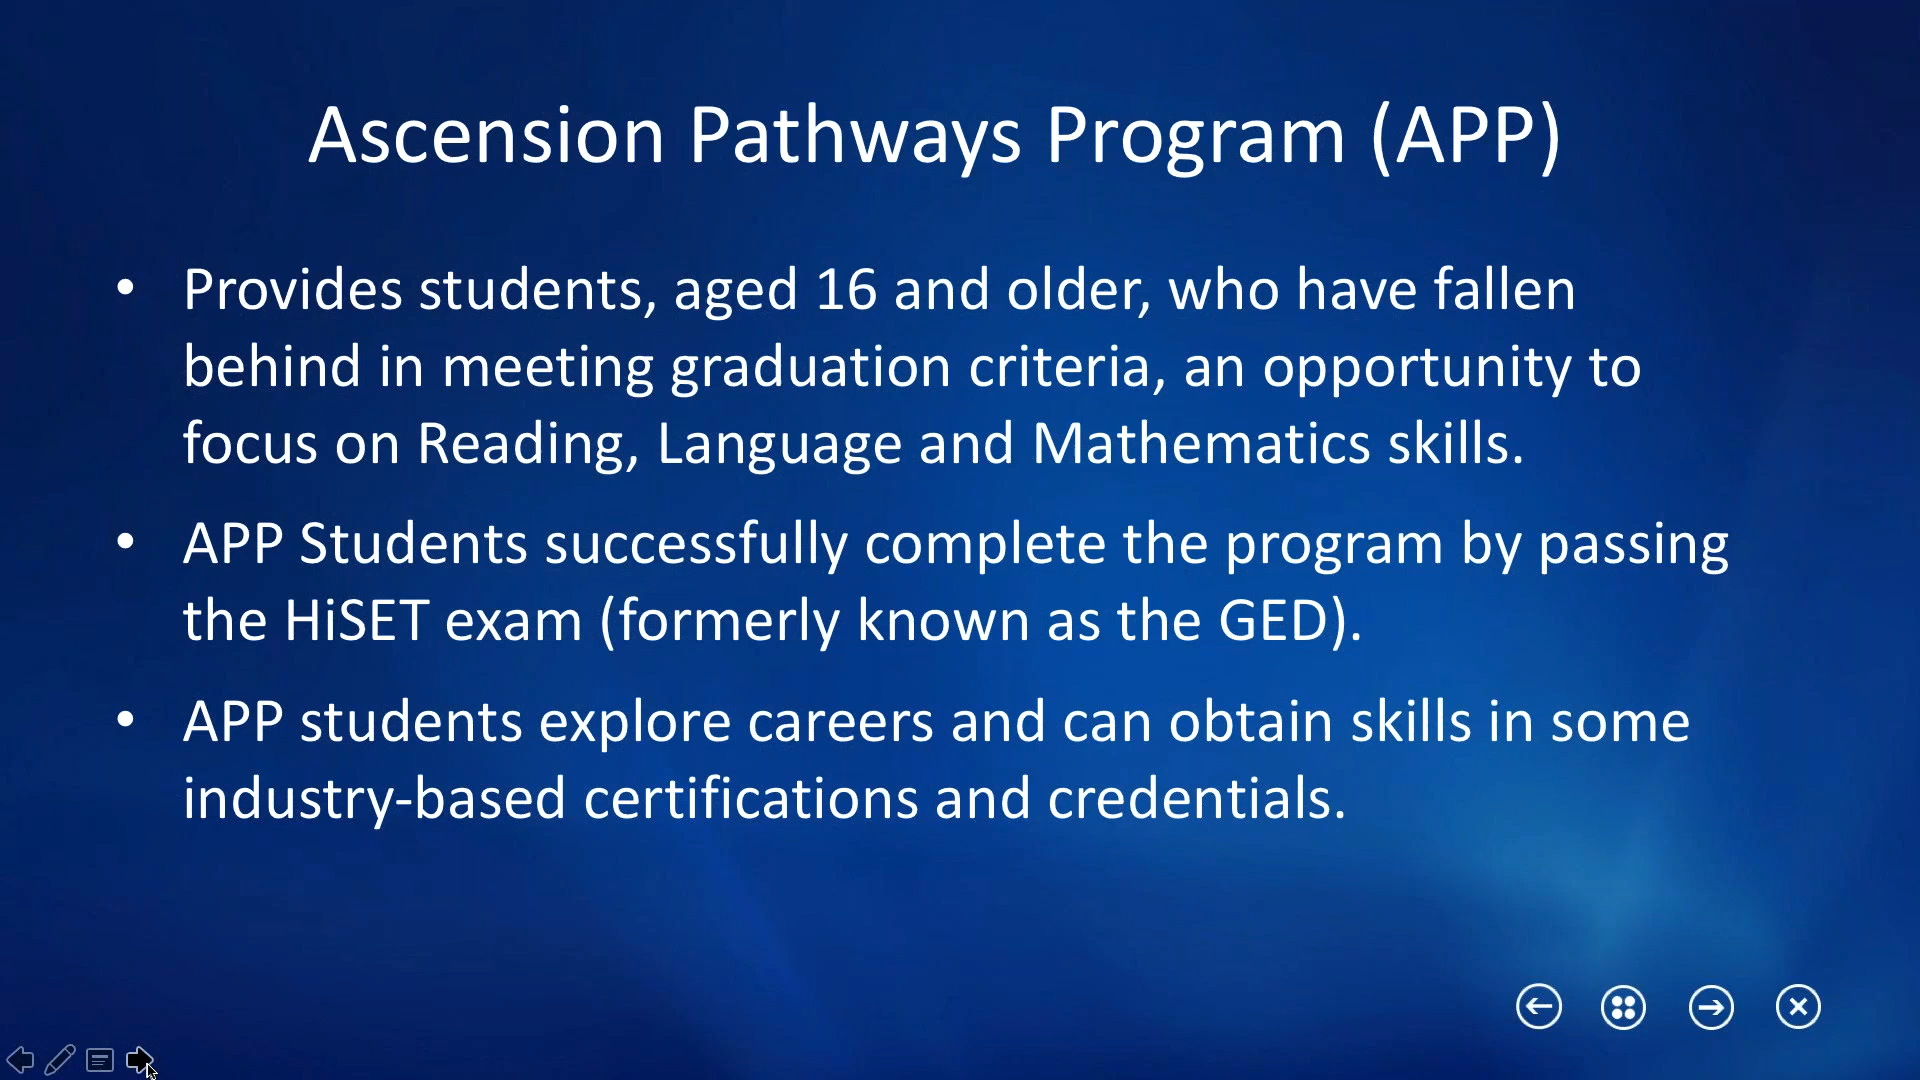 Ascension Pathways Program (APP)
• Provides students, aged 16 and older, who have fallen
behind in meeting graduation criteria, an opportunity to
focus on Reading, Language and Mathematics skills.
• APP Students successfully complete the program by passing
the HiSET exam (formerly known as the GED).
• APP students explore careers and can obtain skills in some
industry-based certifications and credentials.